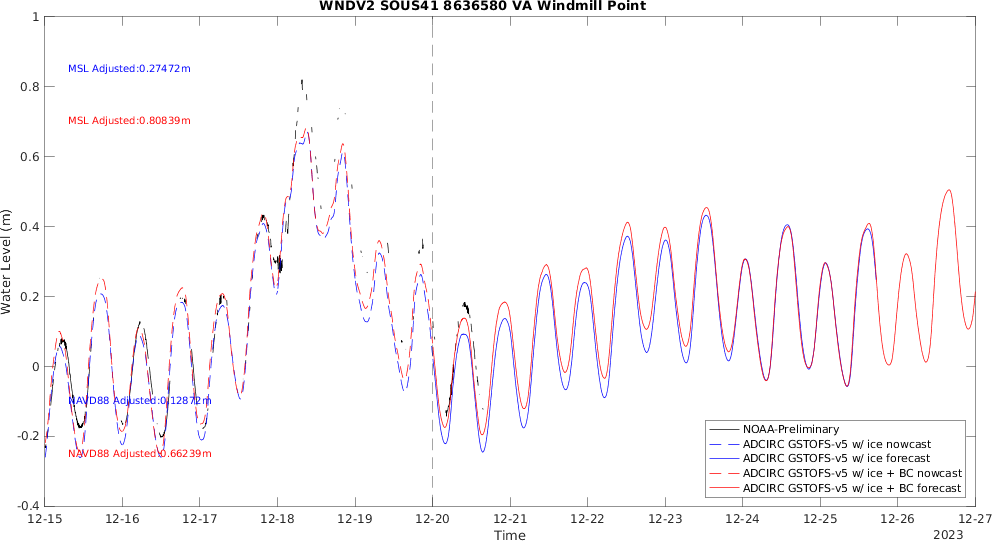 WNDV2 SOUS41 8636580 VA Windmill Point
Water Level (m)
1
0.8
0.6
0.4
0.2
0
-0.2
-0.4
MSL Adjusted:0.27472m
MSL Adjusted:0.80839m
NAVD88 Adjusted:0.12872m
NAVD88 Adjusted:0.66239m
NOAA-Preliminary
ADCIRC GSTOFS-v5 w/ ice nowcast
ADCIRC GSTOFS-v5 w/ ice forecast
ADCIRC GSTOFS-v5 w/ ice + BC nowcast
ADCIRC GSTOFS-v5 w/ ice + BC forecast
12-15 12-16 12-17 12-18 12-19 12-20 12-21 12-22 12-23 12-24 12-25 12-26 12-27
Time
2023